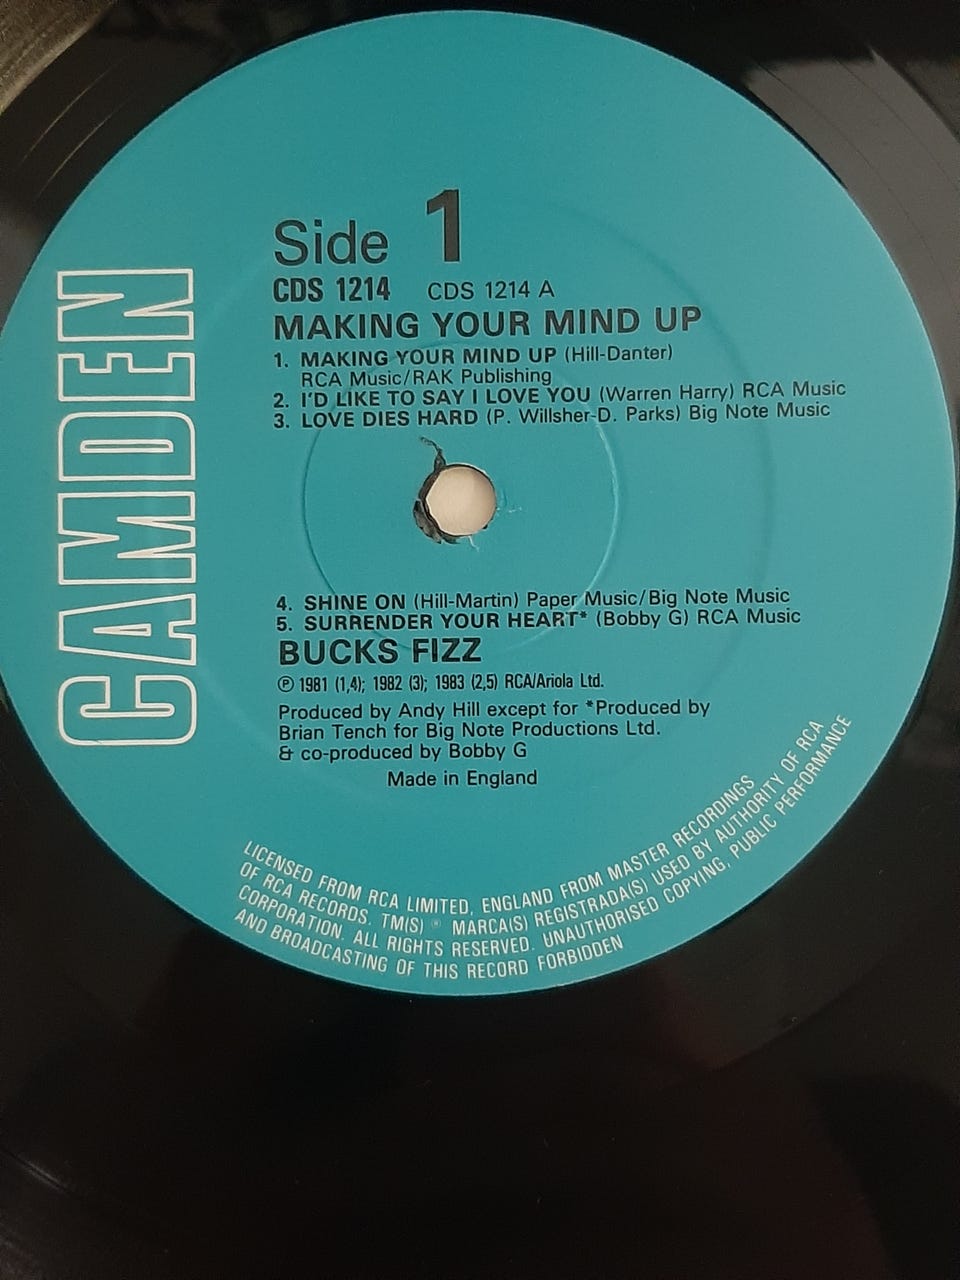 CAMDEN
Side 1
CDS 1214 CDS 1214 A
MAKING YOUR MIND UP
1. MAKING YOUR MIND UP (Hill-Danter)
RCA Music/RAK Publishing
2. I'D LIKE TO SAY I LOVE YOU (Warren Harry) RCA Music
3. LOVE DIES HARD (P. Willsher-D. Parks) Big Note Music
4. SHINE ON (Hill-Martin) Paper Music/Big Note Music
5. SURRENDER YOUR HEART* (Bobby G) RCA Music
BUCKS FIZZ
℗ 1981 (1,4); 1982 (3); 1983 (2,5) RCA/Ariola Ltd.
Produced by Andy Hill except for *Produced by
Brian Tench for Big Note Productions Ltd.
& co-produced by Bobby G
Made in England
LICENSED FROM RCA LIMITED, ENGLAND FROM MASTER RECORDINGS
OF RCA RECORDS. TM(S) ® MARCA(S) REGISTRADA(S) USED BY AUTHORITY OF RCA
CORPORATION. ALL RIGHTS RESERVED. UNAUTHORISED COPYING, PUBLIC PERFORMANCE
AND BROADCASTING OF THIS RECORD FORBIDDEN